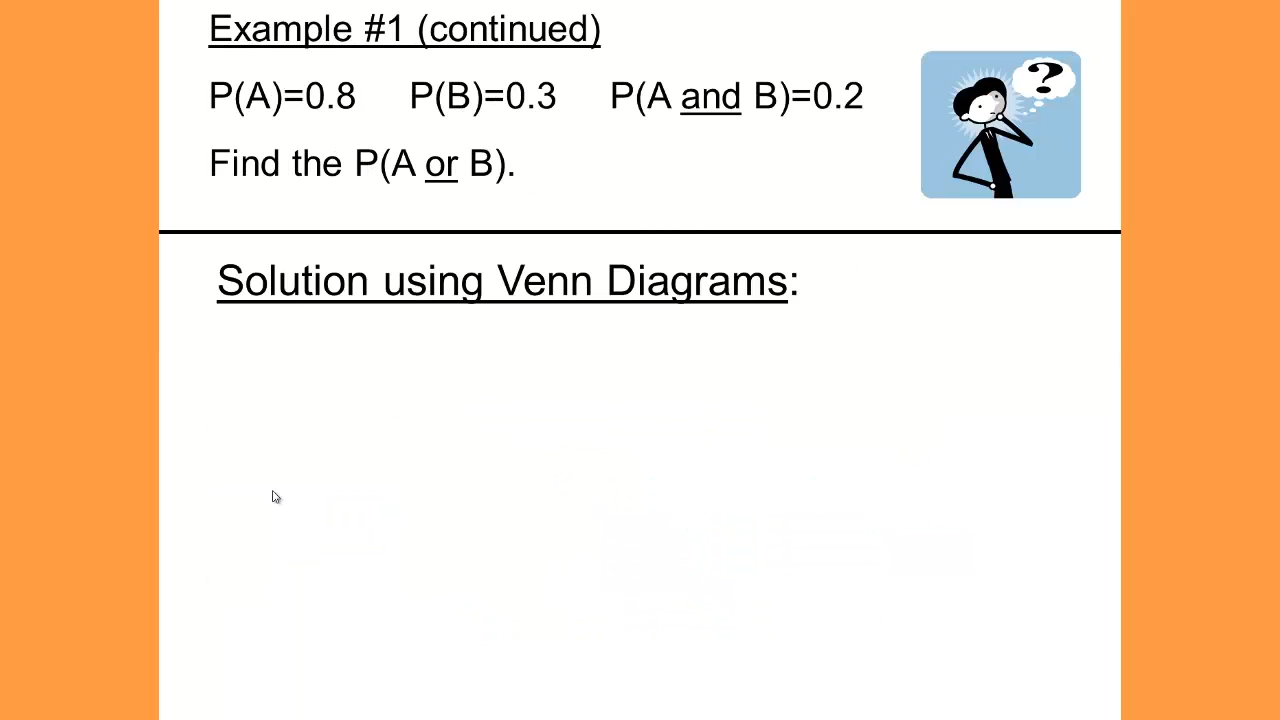 Example #1 (continued)
P(A)=0.8 P(B)=0.3 P(A and B)=0.2
Find the P(A or B).
?
Solution using Venn Diagrams: